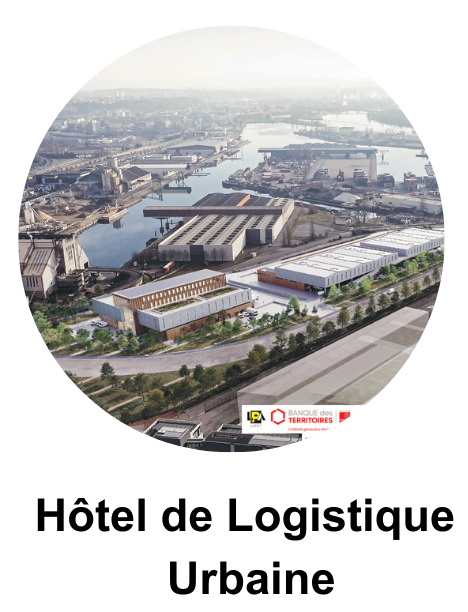 BANQUE des
TERRITOIRES
Hôtel de Logistique
Urbaine